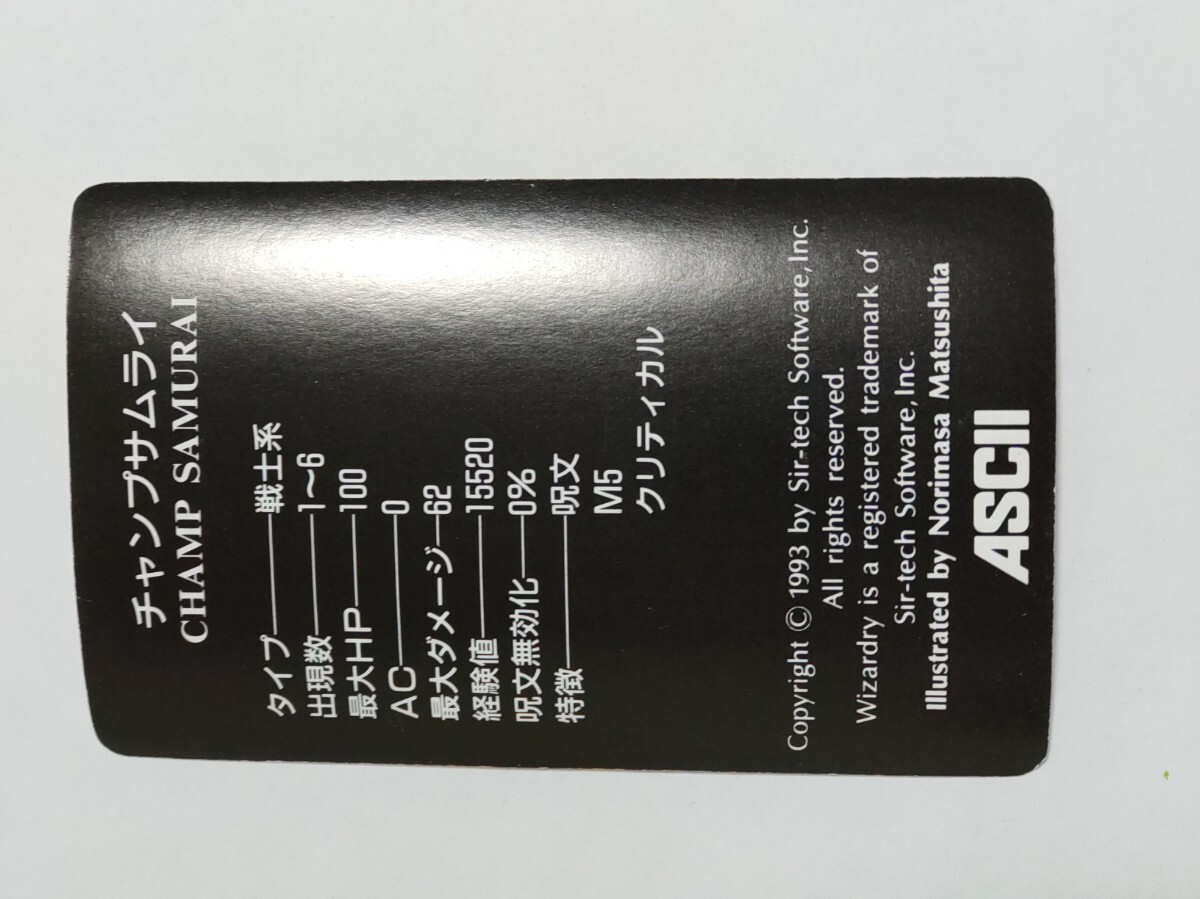 チャンプサムライ
CHAMP SAMURAI
タイプ────戦士系
出現数────1〜6
最大HP───100
AC─────0
最大ダメージ─62
経験値────15520
呪文無効化──0%
特徴─────呪文
M5
クリティカル
Copyright © 1993 by Sir-tech Software, Inc.
All rights reserved.
Wizardry is a registered trademark of
Sir-tech Software, Inc.
Illustrated by Norimasa Matsushita
ASCII